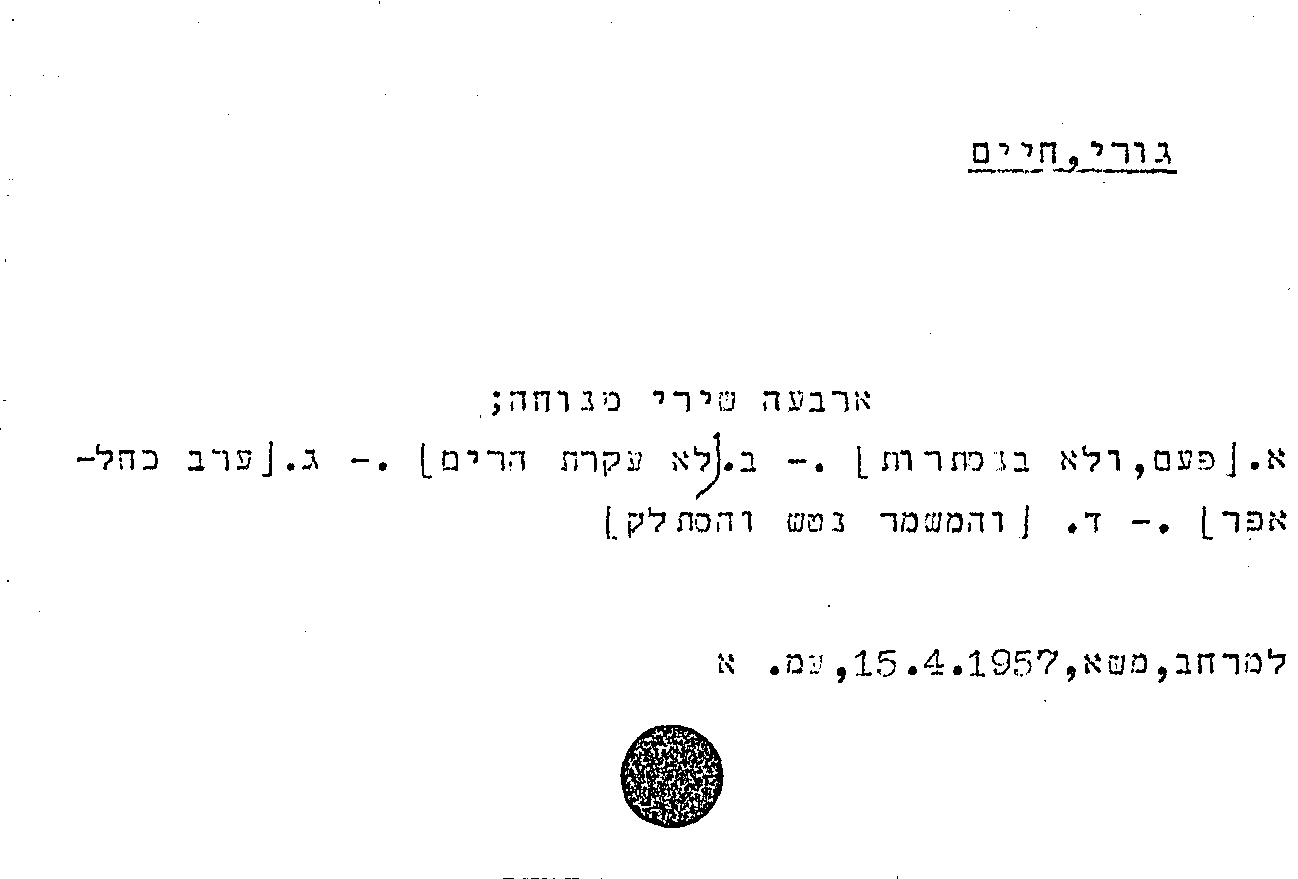 גורי,חיים
ארבעה שירי מנוחה;
א.[פעם,ולא בנסתרות] .- ב.[לא עקרת הרים] .- ג.[ערב כחל-
אפר] .- ד. [והמשמר נטש והסתלק]
למרחב,משא,15.4.1957,עמ. א